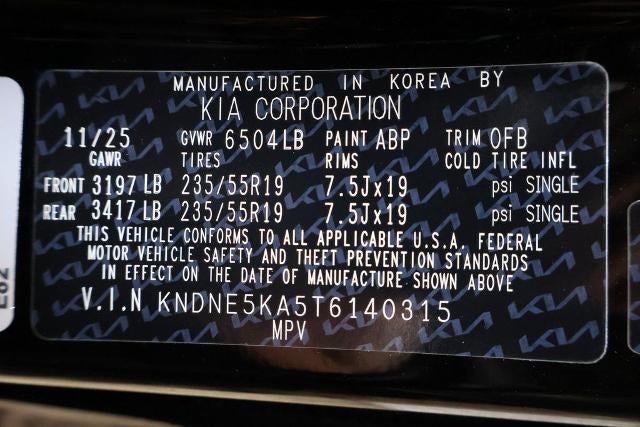 MANUFACTURED IN KOREA BY
KIA CORPORATION
11/25 GVWR 6504LB PAINT ABP TRIM OFB
GAWR TIRES RIMS COLD TIRE INFL
FRONT 3197 LB 235/55R19 7.5Jx19 psi SINGLE
REAR 3417 LB 235/55R19 7.5Jx19 psi SINGLE
THIS VEHICLE CONFORMS TO ALL APPLICABLE U.S.A. FEDERAL
MOTOR VEHICLE SAFETY AND THEFT PREVENTION STANDARDS
IN EFFECT ON THE DATE OF MANUFACTURE SHOWN ABOVE
V.I.N KNDNE5KA5T6140315
MPV